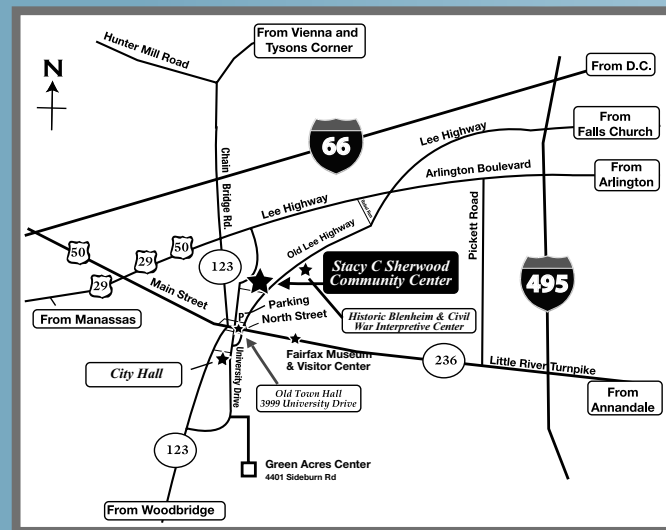 From Vienna and
Tysons Corner
Hunter Mill Road
N
From D.C.
66
Lee Highway
From
Falls Church
Chain Bridge Rd.
Arlington Boulevard
From
Arlington
Lee Highway
Old Lee Highway
Pickett Road
50
29
50
29
123
Main Street
Stacy C Sherwood
Community Center
495
From Manassas
P
Parking
North Street
Historic Blenheim & Civil
War Interpretive Center
City Hall
University Drive
Fairfax Museum
& Visitor Center
236
Little River Turnpike
Old Town Hall
3999 University Drive
From
Annandale
123
Green Acres Center
4401 Sideburn Rd
From Woodbridge